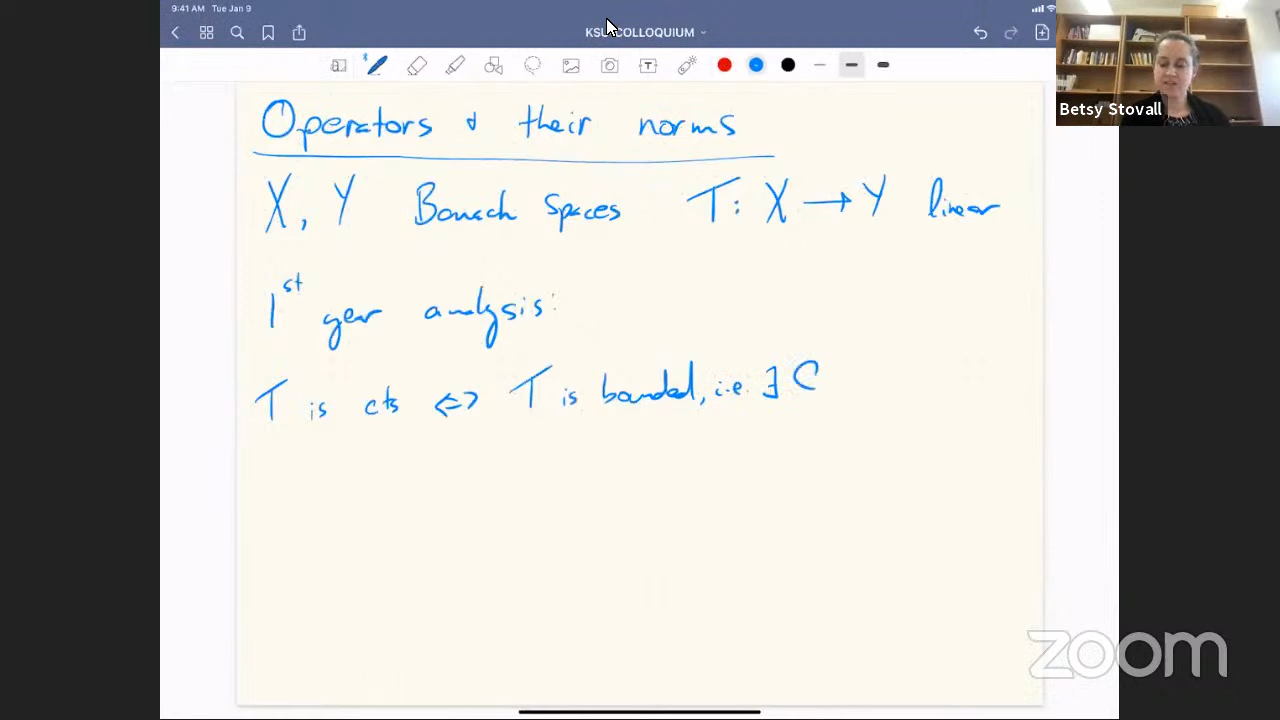 9:41 AM Tue Jan 9
KSU COLLOQUIUM
Betsy Stovall
Operators & their norms
X, Y Banach Spaces T: X → Y linear
1st year analysis:
T is cts ⇔ T is bounded, i.e. ∃ C
zoom